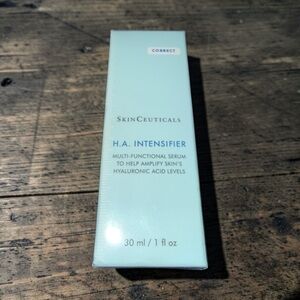 CORRECT
SKINCEUTICALS
H.A. INTENSIFIER
MULTI-FUNCTIONAL SERUM
TO HELP AMPLIFY SKIN'S
HYALURONIC ACID LEVELS
30 ml / 1 fl oz